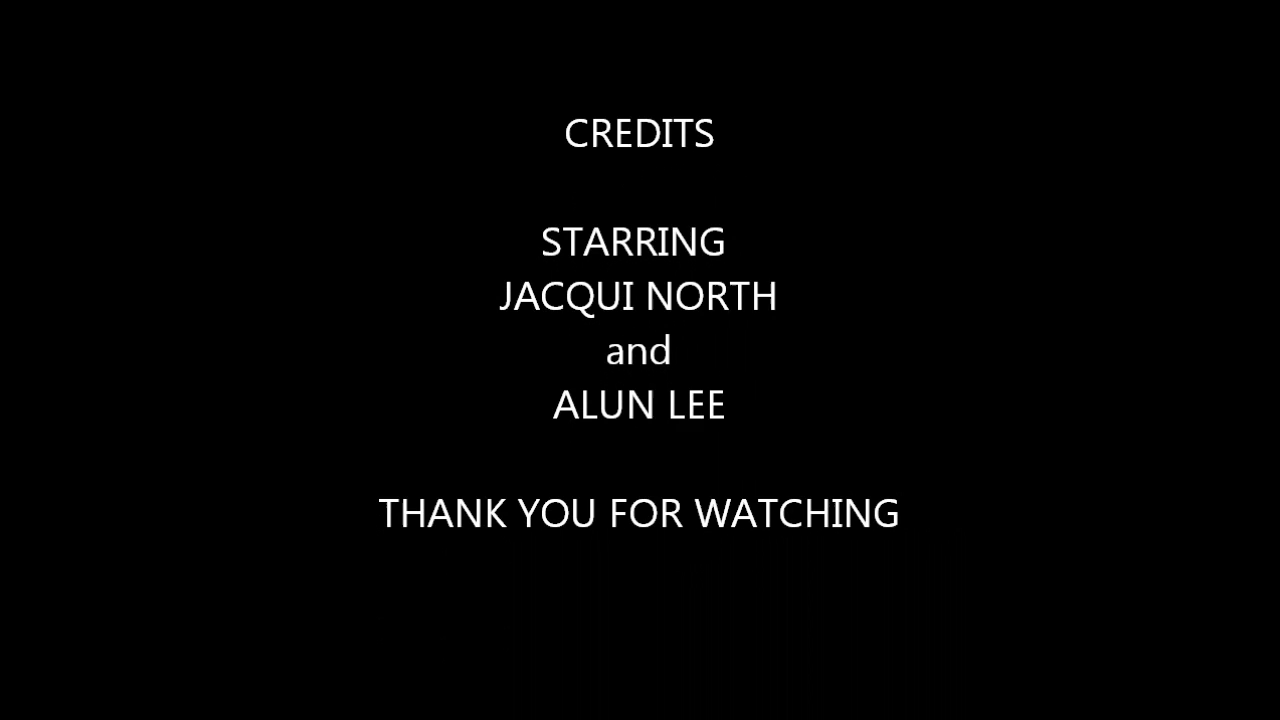 CREDITS
STARRING
JACQUI NORTH
and
ALUN LEE
THANK YOU FOR WATCHING